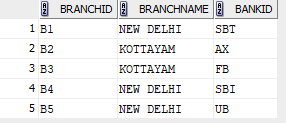 BRANCHID BRANCHNAME BANKID
1 B1 NEW DELHI SBT
2 B2 KOTTAYAM AX
3 B3 KOTTAYAM FB
4 B4 NEW DELHI SBI
5 B5 NEW DELHI UB